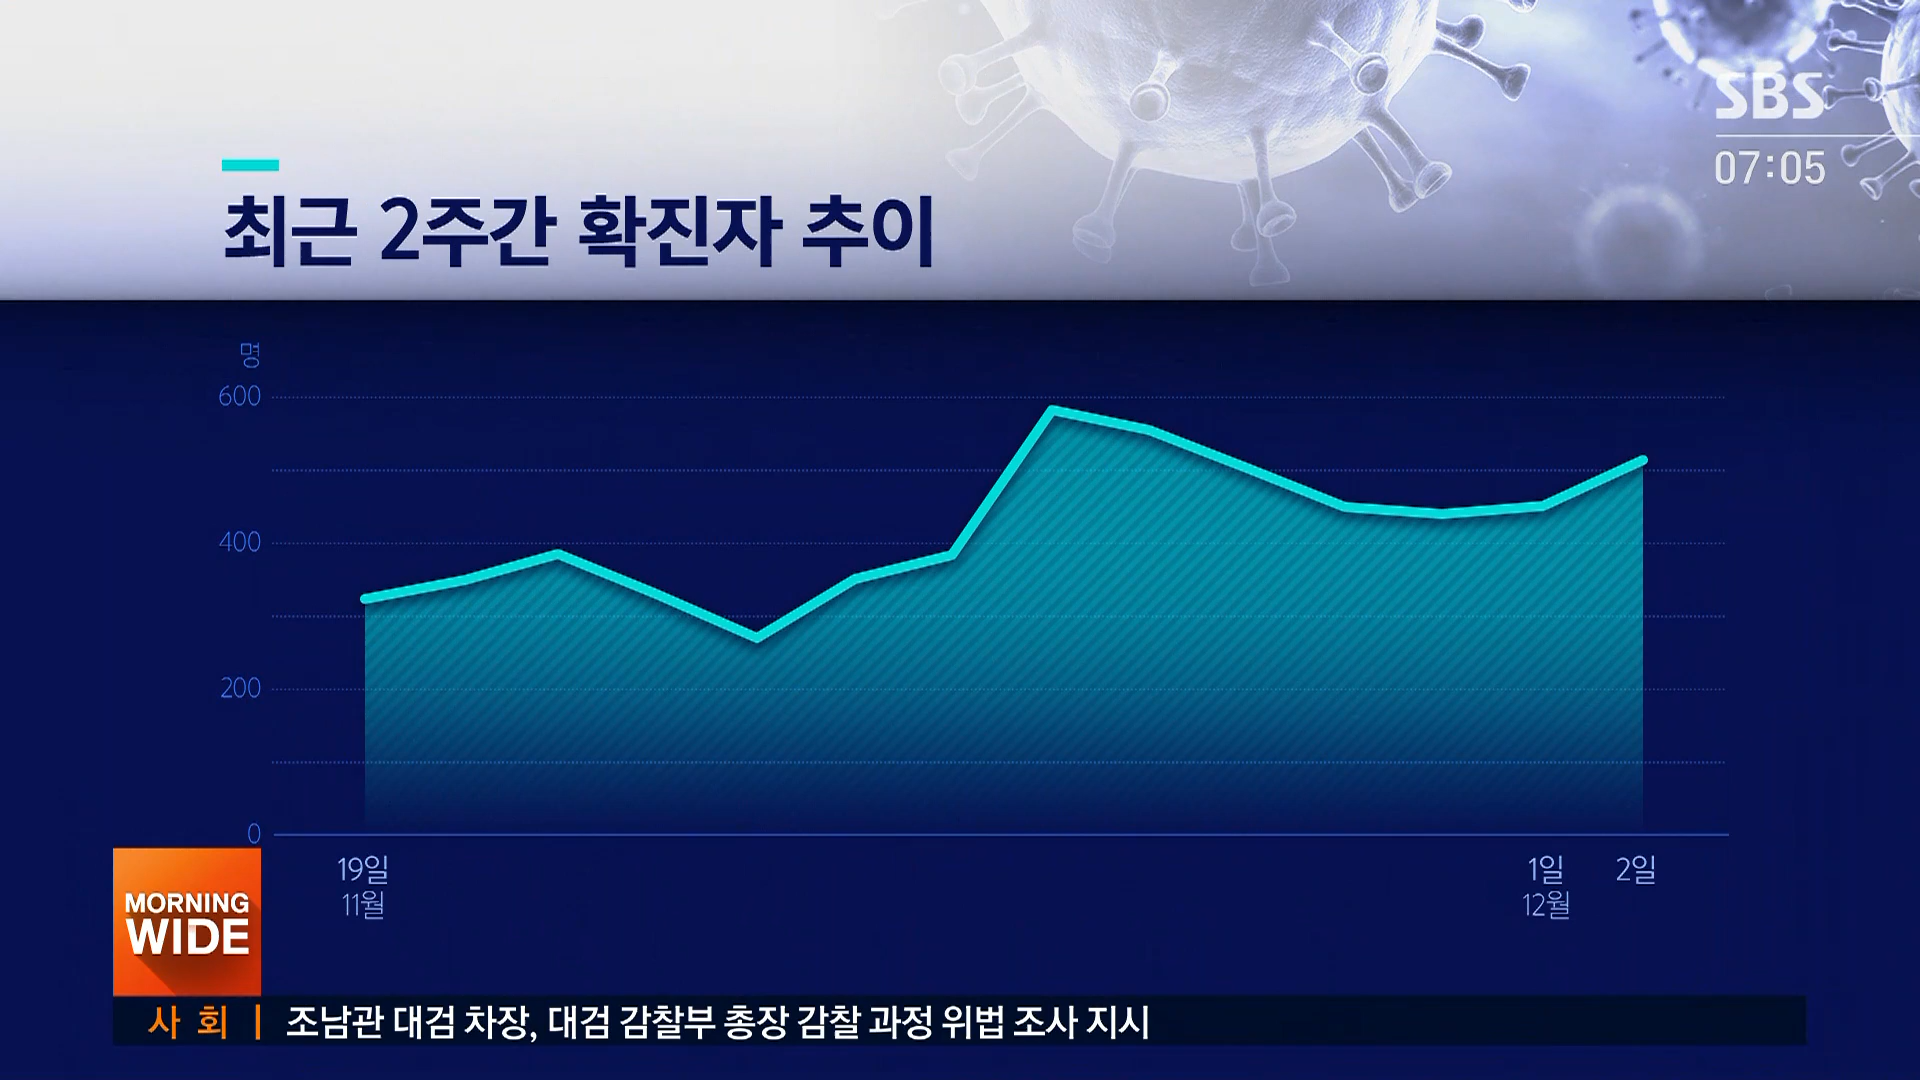 SBS
07:05
최근 2주간 확진자 추이
명
600
400
200
0
19일
11월
1일
12월
2일
MORNING
WIDE
사회 | 조남관 대검 차장, 대검 감찰부 총장 감찰 과정 위법 조사 지시